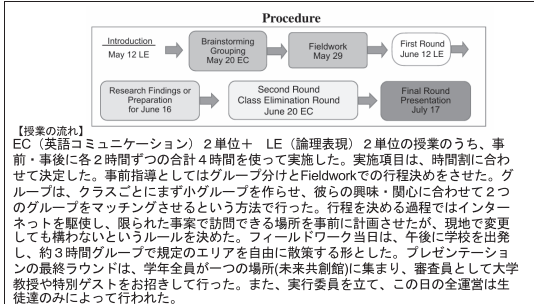 Procedure
Introduction
May 12 LE
Brainstorming
Grouping
May 20 EC
Fieldwork
May 29
First Round
June 12 LE
Research Findings or
Preparation
for June 16
Second Round
Class Elimination Round
June 20 EC
Final Round
Presentation
July 17
【授業の流れ】
EC(英語コミュニケーション)2単位+ LE(論理表現)2単位の授業のうち、事
前・事後に各2時間ずつの合計4時間を使って実施した。実施項目は、時間割に合わ
せて決定した。事前指導としてはグループ分けとFieldworkでの行程決めをさせた。グ
ループは、クラスごとにまず小グループを作らせ、彼らの興味・関心に合わせて2つ
のグループをマッチングさせるという方法で行った。行程を決める過程ではインター
ネットを駆使し、限られた事案で訪問できる場所を事前に計画させたが、現地で変更
しても構わないというルールを決めた。フィールドワーク当日は、午後に学校を出発
し、約3時間グループで規定のエリアを自由に散策する形とした。プレゼンテーショ
ンの最終ラウンドは、学年全員が一つの場所(未来共創館)に集まり、審査員として大学
教授や特別ゲストをお招きして行った。また、実行委員を立て、この日の全運営は生
徒達のみによって行われた。